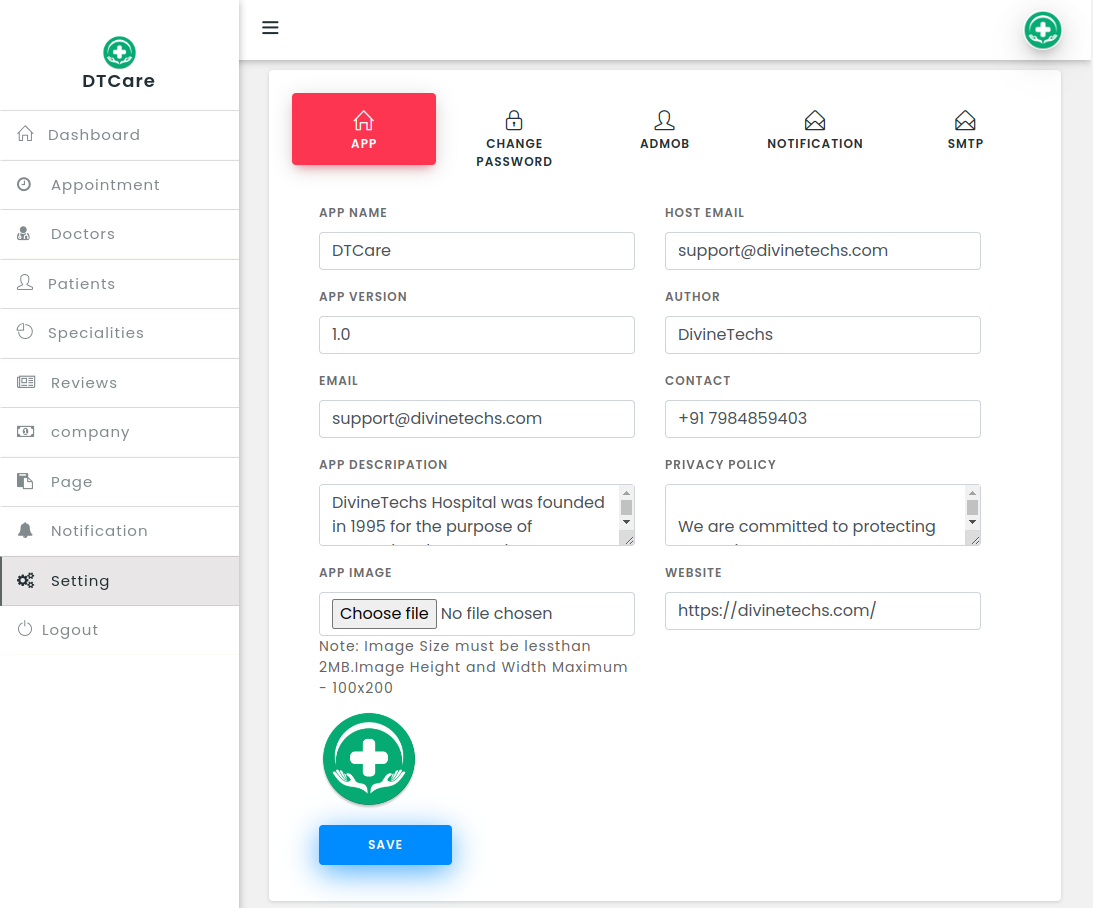 DTCare
Dashboard
Appointment
Doctors
Patients
Specialities
Reviews
company
Page
Notification
Setting
Logout
APP
CHANGE
PASSWORD
ADMOB
NOTIFICATION
SMTP
APP NAME
HOST EMAIL
DTCare
support@divinetechs.com
APP VERSION
AUTHOR
1.0
DivineTechs
EMAIL
CONTACT
support@divinetechs.com
+91 7984859403
APP DESCRIPATION
PRIVACY POLICY
DivineTechs Hospital was founded
in 1995 for the purpose of
We are committed to protecting
APP IMAGE
WEBSITE
Choose file No file chosen
https://divinetechs.com/
Note: Image Size must be lessthan
2MB.Image Height and Width Maximum
- 100x200
SAVE